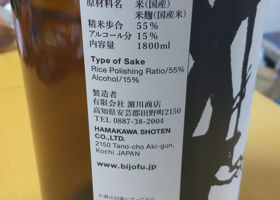 原材料名 米(国産)
米麹(国産米)
精米歩合 55%
アルコール分 15%
内容量 1800ml
Type of Sake
Rice Polishing Ratio/55%
Alcohol/15%
製造者
有限会社 濵川商店
高知県安芸郡田野町2150
TEL 0887-38-2004
HAMAKAWA SHOTEN
CO.,LTD.
2150 Tano-cho Aki-gun,
Kochi JAPAN
www.bijofu.jp